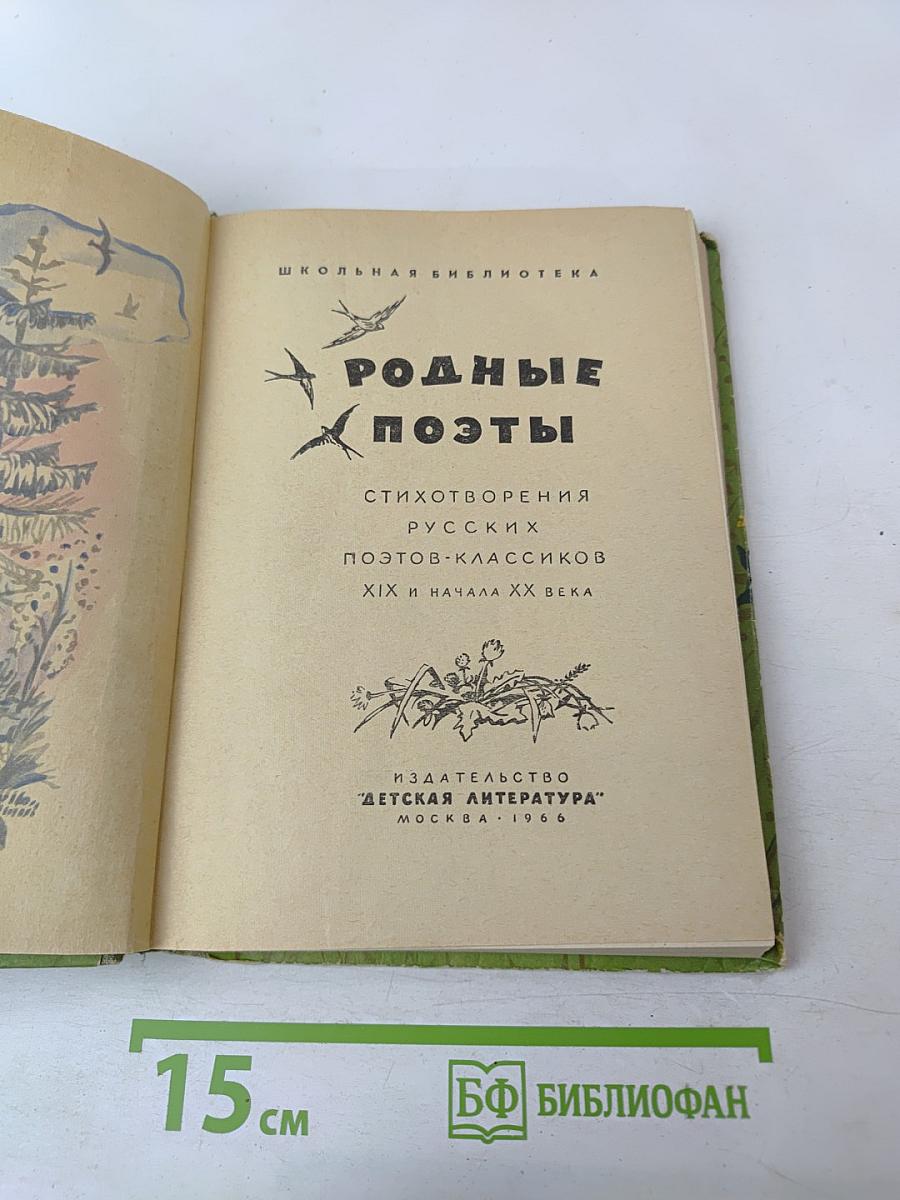 ШКОЛЬНАЯ БИБЛИОТЕКА
РОДНЫЕ
ПОЭТЫ
СТИХОТВОРЕНИЯ
РУССКИХ
ПОЭТОВ-КЛАССИКОВ
XIX И НАЧАЛА XX ВЕКА
ИЗДАТЕЛЬСТВО
"ДЕТСКАЯ ЛИТЕРАТУРА"
МОСКВА · 1966
15 см
БФ БИБЛИОФАН